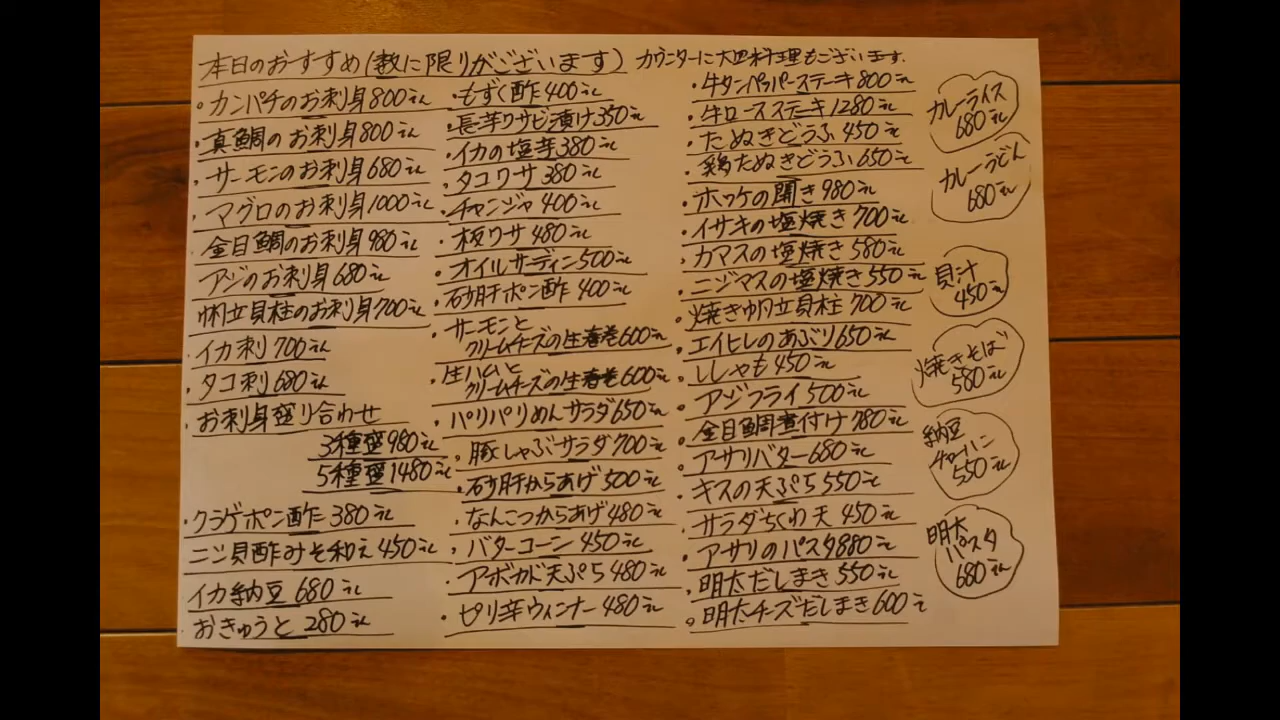 本日のおすすめ(数に限りがございます) カウンターに大皿料理もございます.
・カンパチのお刺身800えん
・真鯛のお刺身800えん
・サーモンのお刺身680えん
・マグロのお刺身1000えん
・金目鯛のお刺身980えん
・アジのお刺身680えん
・帆立貝柱のお刺身700えん
・イカ刺700えん
・タコ刺680えん
・お刺身盛り合わせ
3種盛980えん
5種盛1480えん
・クラゲポン酢380えん
・ニツ貝酢みそ和え450えん
・イカ納豆680えん
・おきゅうと280えん
・もずく酢400えん
・長芋ワサビ漬け350えん
・イカの塩辛380えん
・タコワサ380えん
・チャンジャ400えん
・板ワサ480えん
・オイルサーディン500えん
・砂肝ポン酢400えん
・サーモンと
クリームチーズの生春巻600えん
・生ハムと
クリームチーズの生春巻600えん
・パリパリめんサラダ650えん
・豚しゃぶサラダ700えん
・砂肝からあげ500えん
・なんこつからあげ480えん
・バターコーン450えん
・アボカド天ぷら480えん
・ピリ辛ウィンナー480えん
・牛タンペッパーステーキ800えん
・牛ロースステーキ1280えん
・たぬきどうふ450えん
・鶏たぬきどうふ650えん
・ホッケの開き980えん
・イサキの塩焼き700えん
・カマスの塩焼き580えん
・ニジマスの塩焼き550えん
・焼き帆立貝柱700えん
・エイヒレのあぶり650えん
・ししゃも450えん
・アジフライ500えん
・金目鯛煮付け780えん
・アサリバター680えん
・キスの天ぷら550えん
・サラダちくわ天450えん
・アサリのパスタ880えん
・明太だしまき550えん
・明太チーズだしまき600えん
カレーライス
680えん
カレーうどん
680えん
貝汁
450えん
焼きそば
580えん
納豆
チャーハン
550えん
明太
パスタ
680えん